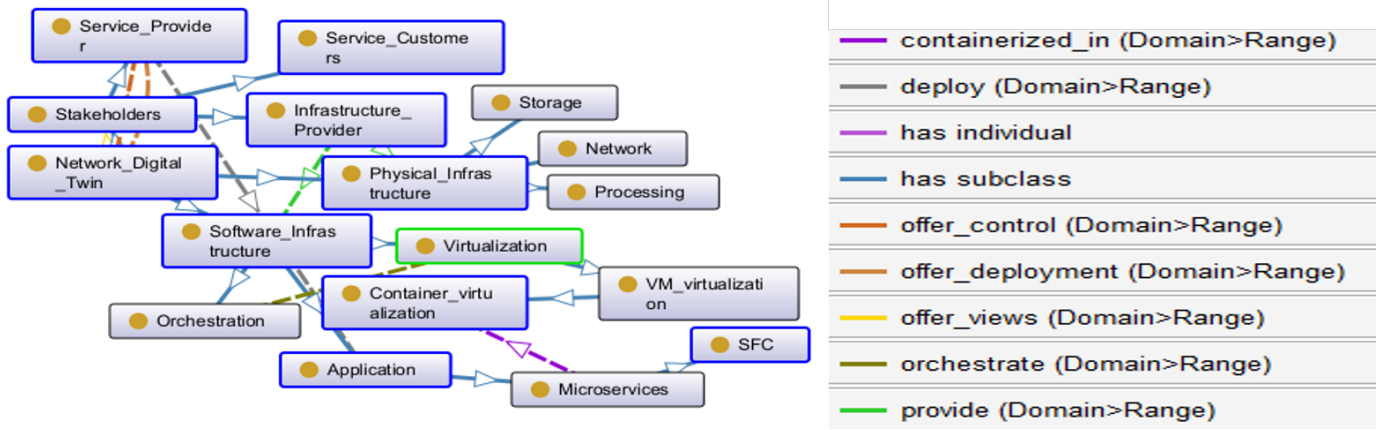 Service_Provide
r
Service_Custome
rs
Stakeholders
Infrastructure_
Provider
Storage
Network
Network_Digital
_Twin
Physical_Infras
tructure
Processing
Software_Infras
tructure
Virtualization
VM_virtualizati
on
Container_virtu
alization
Orchestration
SFC
Application
Microservices
containerized_in (Domain>Range)
deploy (Domain>Range)
has individual
has subclass
offer_control (Domain>Range)
offer_deployment (Domain>Range)
offer_views (Domain>Range)
orchestrate (Domain>Range)
provide (Domain>Range)